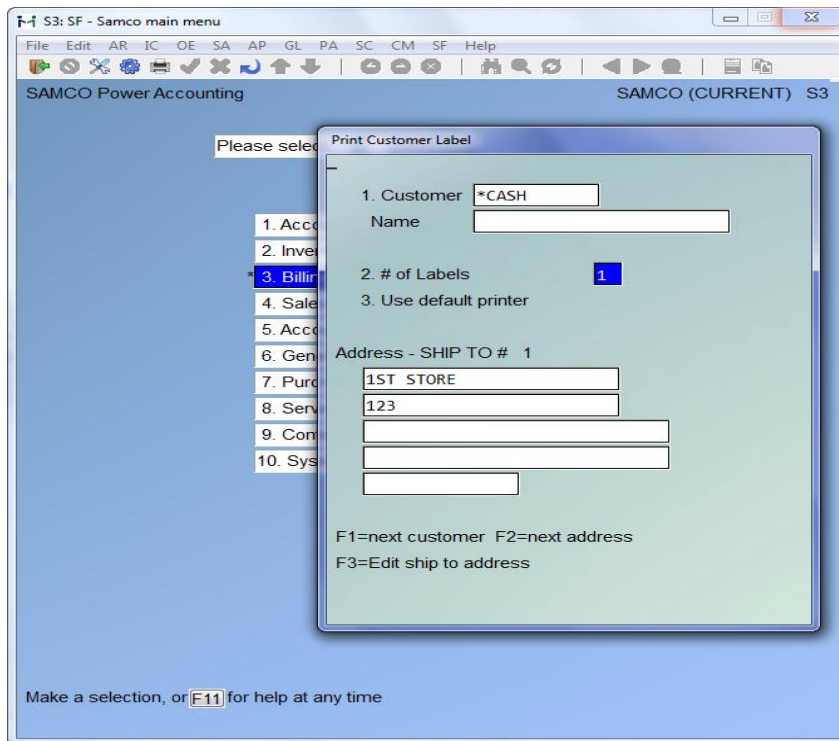 S3: SF - Samco main menu
File Edit AR IC OE SA AP GL PA SC CM SF Help
SAMCO Power Accounting SAMCO (CURRENT) S3
Please selec
Print Customer Label
1. Customer *CASH
Name
1. Acco
2. Inver
* 3. Billin
4. Sale
5. Acco
6. Gen
7. Purc
8. Serv
9. Con
10. Sys
2. # of Labels 1
3. Use default printer
Address - SHIP TO # 1
1ST STORE
123
F1=next customer F2=next address
F3=Edit ship to address
Make a selection, or F11 for help at any time